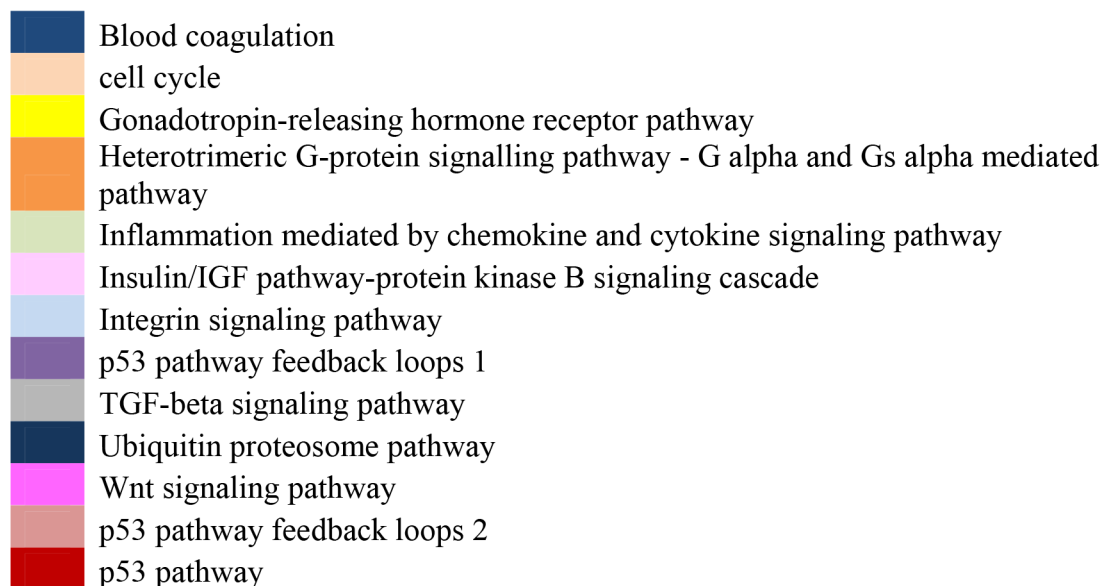 Blood coagulation
cell cycle
Gonadotropin-releasing hormone receptor pathway
Heterotrimeric G-protein signalling pathway - G alpha and Gs alpha mediated
pathway
Inflammation mediated by chemokine and cytokine signaling pathway
Insulin/IGF pathway-protein kinase B signaling cascade
Integrin signaling pathway
p53 pathway feedback loops 1
TGF-beta signaling pathway
Ubiquitin proteosome pathway
Wnt signaling pathway
p53 pathway feedback loops 2
p53 pathway